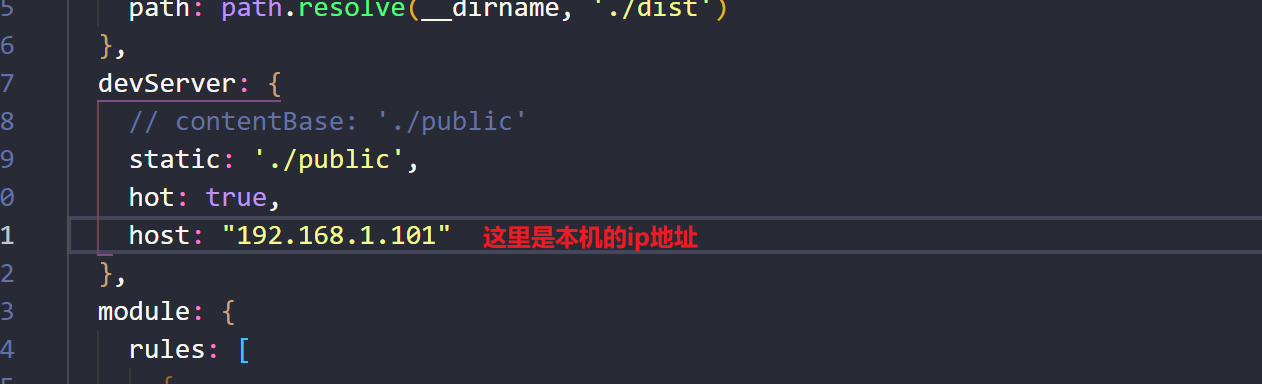 5 path: path.resolve(__dirname, './dist')
6 },
7 devServer: {
8 // contentBase: './public'
9 static: './public',
0 hot: true,
1 host: "192.168.1.101" 这里是本机的ip地址
2 },
3 module: {
4 rules: [
5 {